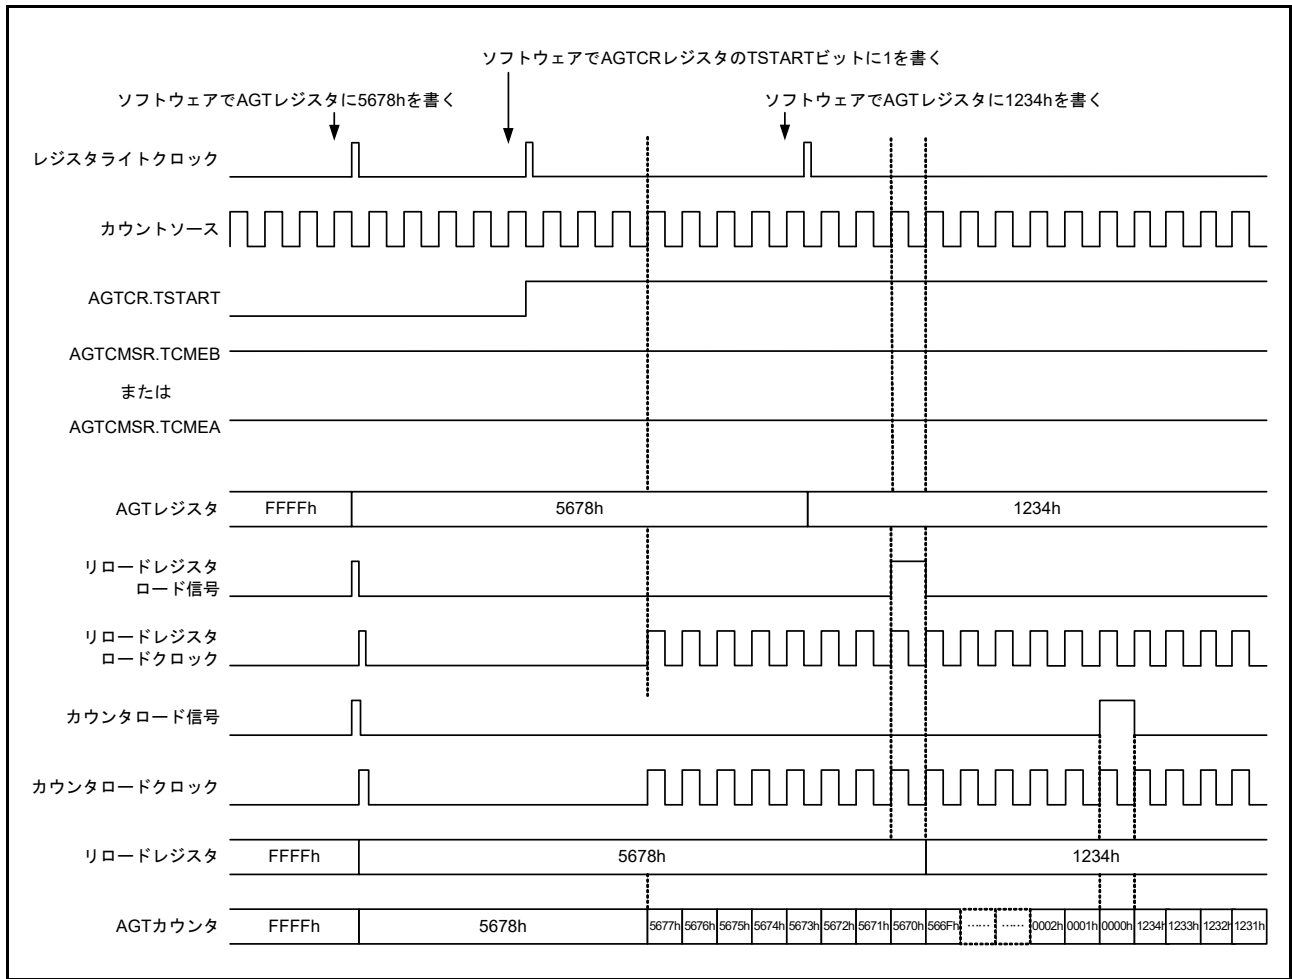 ソフトウェアでAGTCRレジスタのTSTARTビットに1を書く
ソフトウェアでAGTレジスタに5678hを書く
ソフトウェアでAGTレジスタに1234hを書く
レジスタライトクロック
カウントソース
AGTCR.TSTART
AGTCMSR.TCMEB
または
AGTCMSR.TCMEA
AGTレジスタ FFFFh 5678h 1234h
リロードレジスタ
ロード信号
リロードレジスタ
ロードクロック
カウンタロード信号
カウンタロードクロック
リロードレジスタ FFFFh 5678h 1234h
AGTカウンタ FFFFh 5678h 5677h 5676h 5675h 5674h 5673h 5672h 5671h 5670h 566Fh …… …… 0002h 0001h 0000h 1234h 1233h 1232h 1231h